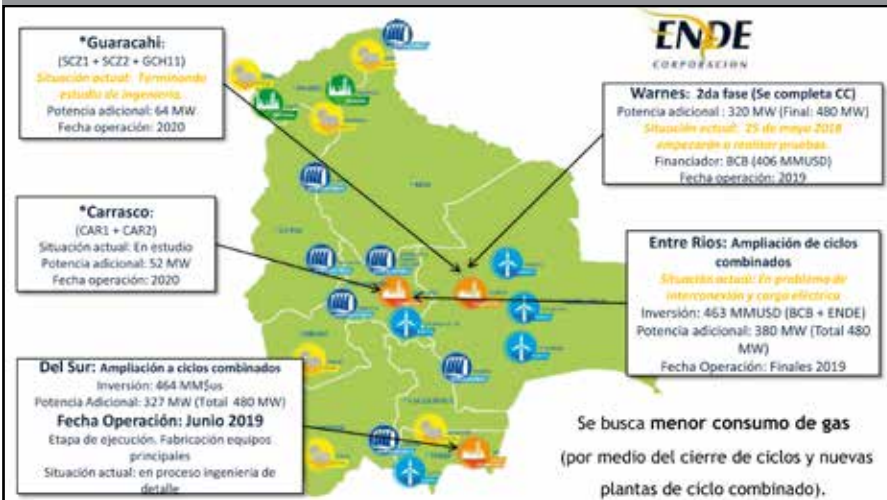 *Guaracahi:
(SCZ1 + SCZ2 + GCH11)
Situación actual: Terminando
estudio de ingeniería.
Potencia adicional: 64 MW
Fecha operación: 2020
*Carrasco:
(CAR1 + CAR2)
Situación actual: En estudio
Potencia adicional: 52 MW
Fecha operación: 2020
Del Sur: Ampliación a ciclos combinados
Inversión: 464 MM$us
Potencia Adicional: 327 MW (Total 480 MW)
Fecha Operación: Junio 2019
Etapa de ejecución. Fabricación equipos
principales
Situación actual: en proceso ingeniería de
detalle
ENDE
CORPORACION
Warnes: 2da fase (Se completa CC)
Potencia adicional : 320 MW (Final: 480 MW)
Situación actual: 25 de mayo 2018
empezarán a realizar pruebas.
Financiador: BCB (406 MMUSD)
Fecha operación: 2019
Entre Rios: Ampliación de ciclos
combinados
Situación actual: En problema de
interconexión y carga eléctrica
Inversión: 463 MMUSD (BCB + ENDE)
Potencia adicional: 380 MW (Total 480
MW)
Fecha Operación: Finales 2019
Se busca menor consumo de gas
(por medio del cierre de ciclos y nuevas
plantas de ciclo combinado).